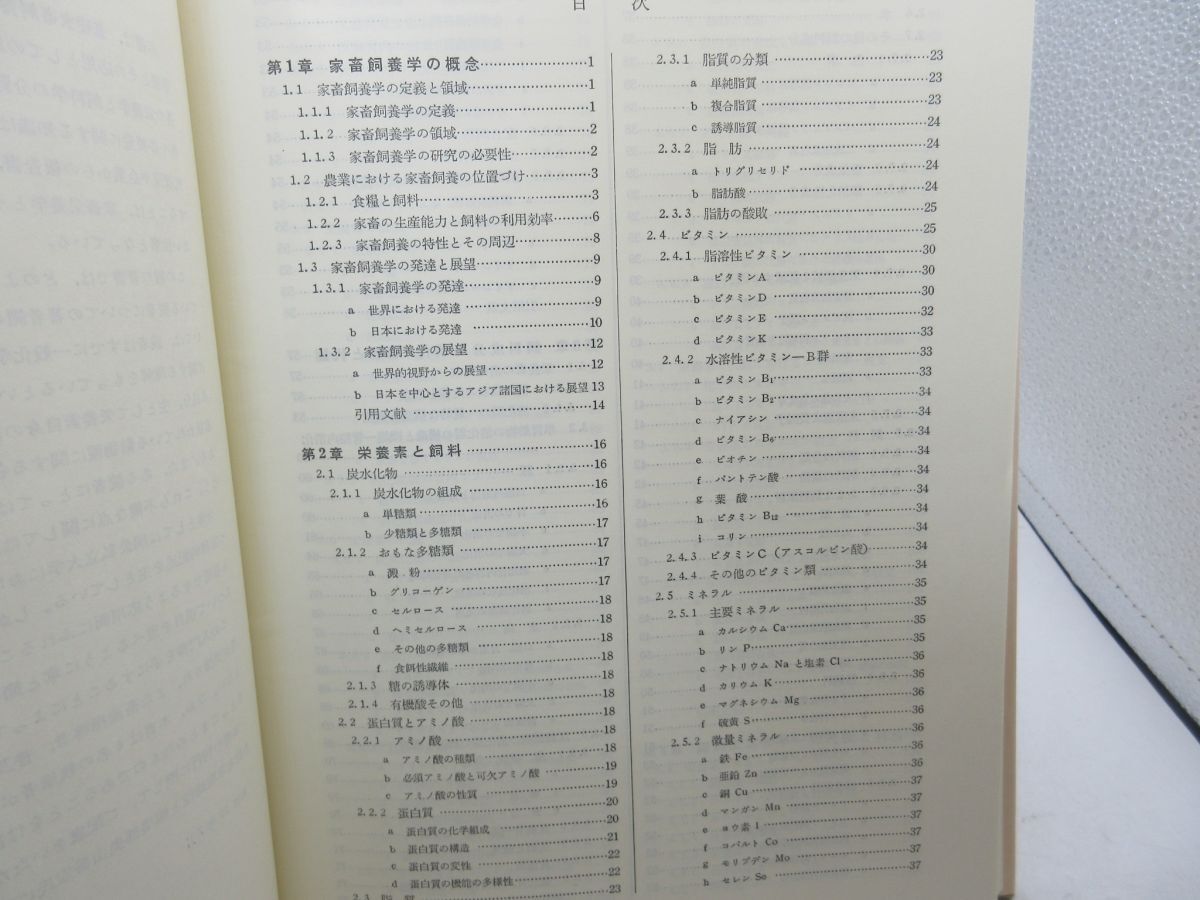 目　次
第1章　家畜飼養学の概念……………………1
1.1　家畜飼養学の定義と領域……………………1
1.1.1　家畜飼養学の定義……………………1
1.1.2　家畜飼養学の領域……………………2
1.1.3　家畜飼養学の研究の必要性……………………2
1.2　農業における家畜飼養の位置づけ……………………3
1.2.1　食糧と飼料……………………3
1.2.2　家畜の生産能力と飼料の利用効率……………………6
1.2.3　家畜飼養の特性とその周辺……………………8
1.3　家畜飼養学の発達と展望……………………9
1.3.1　家畜飼養学の発達……………………9
a　世界における発達……………………9
b　日本における発達……………………10
1.3.2　家畜飼養学の展望……………………12
a　世界的視野からの展望……………………12
b　日本を中心とするアジア諸国における展望 13
引用文献……………………14
第2章　栄養素と飼料……………………16
2.1　炭水化物……………………16
2.1.1　炭水化物の組成……………………16
a　単糖類……………………16
b　少糖類と多糖類……………………17
2.1.2　おもな多糖類……………………17
a　澱　粉……………………17
b　グリコーゲン……………………17
c　セルロース……………………18
d　ヘミセルロース……………………18
e　その他の多糖類……………………18
f　食餌性繊維……………………18
2.1.3　糖の誘導体……………………18
2.1.4　有機酸その他……………………18
2.2　蛋白質とアミノ酸……………………18
2.2.1　アミノ酸……………………18
a　アミノ酸の種類……………………18
b　必須アミノ酸と可欠アミノ酸……………………19
c　アミノ酸の性質……………………19
2.2.2　蛋白質……………………20
a　蛋白質の化学組成……………………20
b　蛋白質の構造……………………21
c　蛋白質の変性……………………22
d　蛋白質の機能の多様性……………………22
2.3　脂　質……………………23
2.3.1　脂質の分類……………………23
a　単純脂質……………………23
b　複合脂質……………………23
c　誘導脂質……………………24
2.3.2　脂　肪……………………24
a　トリグリセリド……………………24
b　脂肪酸……………………24
2.3.3　脂肪の酸敗……………………25
2.4　ビタミン……………………25
2.4.1　脂溶性ビタミン……………………30
a　ビタミンA……………………30
b　ビタミンD……………………30
c　ビタミンE……………………32
d　ビタミンK……………………33
2.4.2　水溶性ビタミン―B群……………………33
a　ビタミン B₁……………………33
b　ビタミン B₂……………………34
c　ナイアシン……………………34
d　ビタミン B₆……………………34
e　ビオチン……………………34
f　パントテン酸……………………34
g　葉　酸……………………34
h　ビタミン B₁₂……………………34
i　コリン……………………34
2.4.3　ビタミンC（アスコルビン酸）……………………34
2.4.4　その他のビタミン類……………………34
2.5　ミネラル……………………35
2.5.1　主要ミネラル……………………35
a　カルシウム Ca……………………35
b　リン P……………………35
c　ナトリウム Na と塩素 Cl……………………36
d　カリウム K……………………36
e　マグネシウム Mg……………………36
f　硫黄 S……………………36
2.5.2　微量ミネラル……………………36
a　鉄 Fe……………………36
b　亜鉛 Zn……………………36
c　銅 Cu……………………37
d　マンガン Mn……………………37
e　ヨウ素 I……………………37
f　コバルト Co……………………37
g　モリブデン Mo……………………37
h　セレン Se……………………37